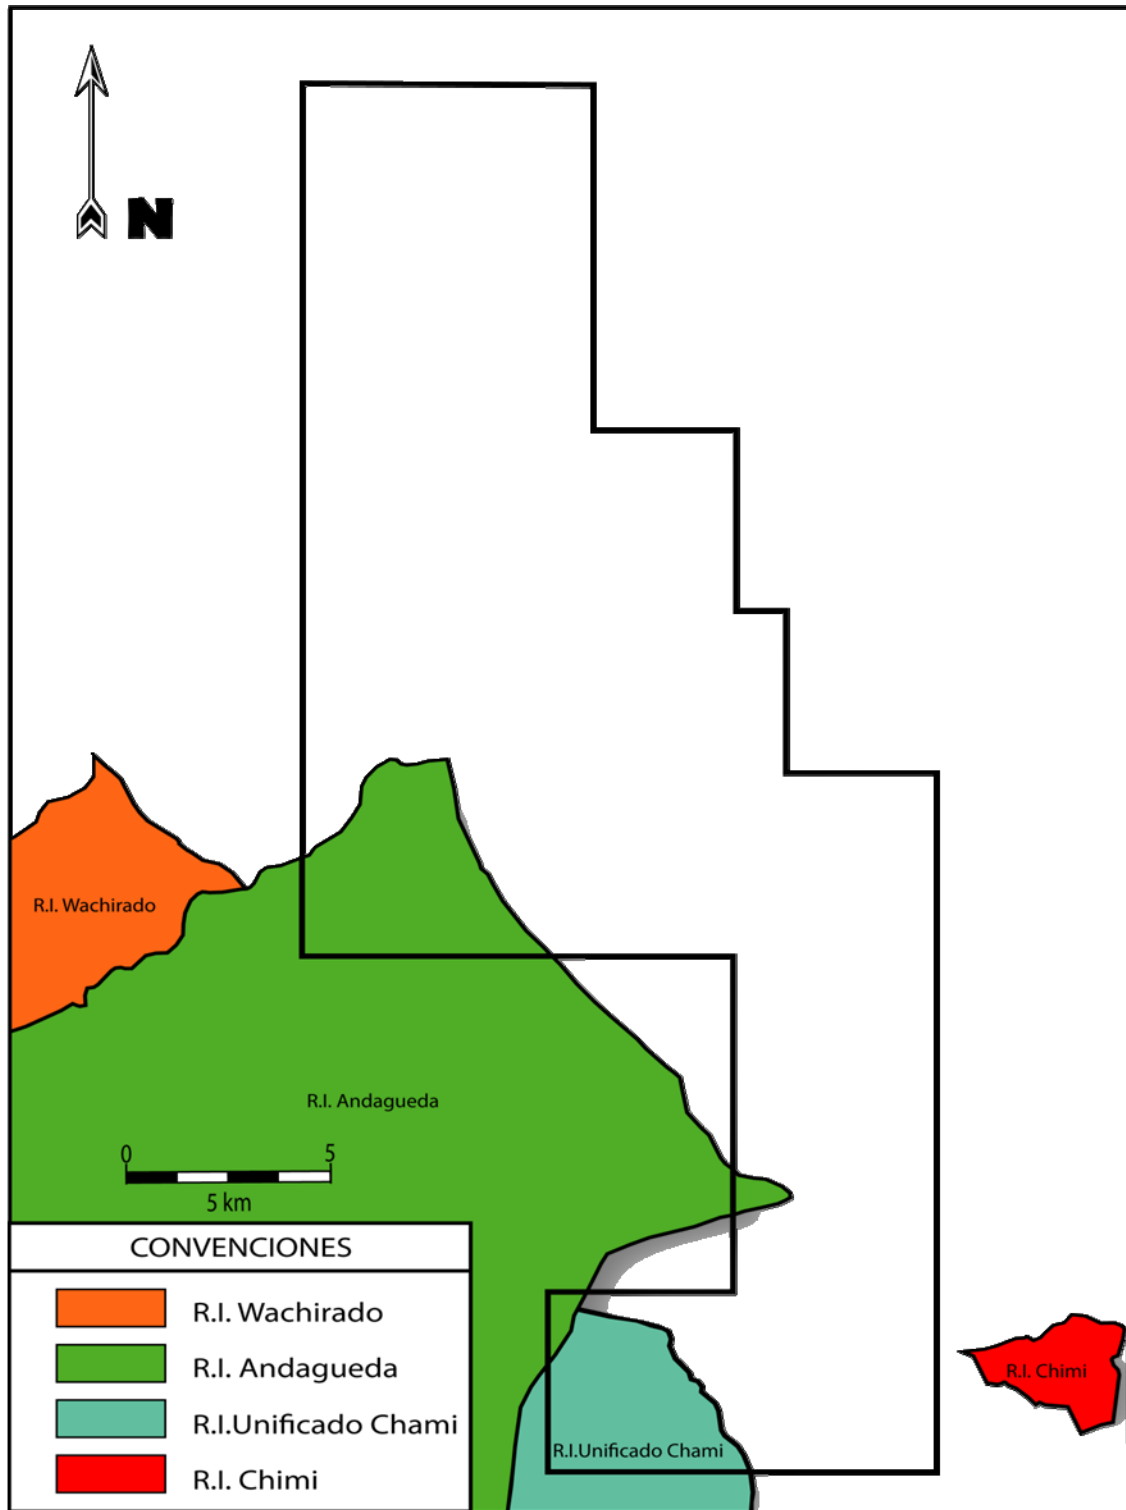 N
R.I. Wachirado
R.I. Andagueda
0 5
5 km
CONVENCIONES
R.I. Wachirado
R.I. Andagueda
R.I.Unificado Chami
R.I. Chimi
R.I. Chimi
R.I.Unificado Chami